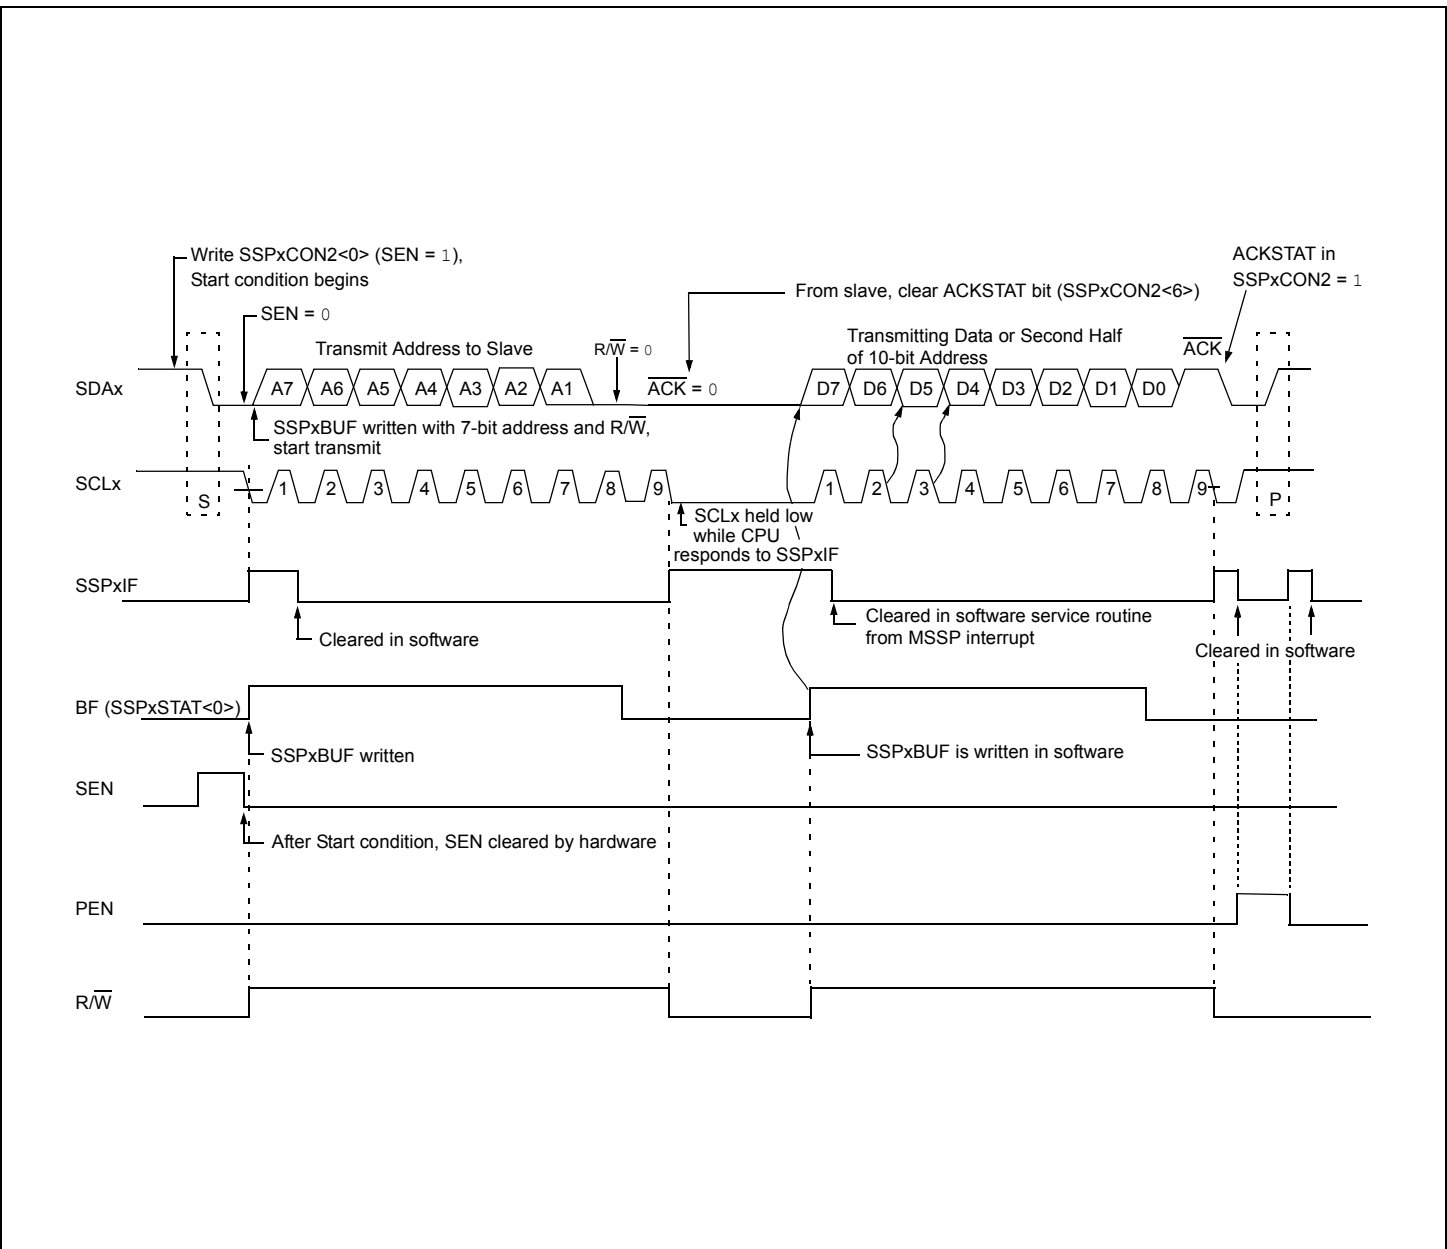 Write SSPxCON2<0> (SEN = 1),
Start condition begins
ACKSTAT in
SSPxCON2 = 1
From slave, clear ACKSTAT bit (SSPxCON2<6>)
SEN = 0
Transmit Address to Slave
R/W̅ = 0
Transmitting Data or Second Half
of 10-bit Address
A̅C̅K̅
SDAx
A7 A6 A5 A4 A3 A2 A1
A̅C̅K̅ = 0
D7 D6 D5 D4 D3 D2 D1 D0
SSPxBUF written with 7-bit address and R/W̅,
start transmit
SCLx
S
1 2 3 4 5 6 7 8 9
1 2 3 4 5 6 7 8 9
P
SCLx held low
while CPU
responds to SSPxIF
SSPxIF
Cleared in software
Cleared in software service routine
from MSSP interrupt
Cleared in software
BF (SSPxSTAT<0>)
SSPxBUF written
SSPxBUF is written in software
SEN
After Start condition, SEN cleared by hardware
PEN
R/W̅